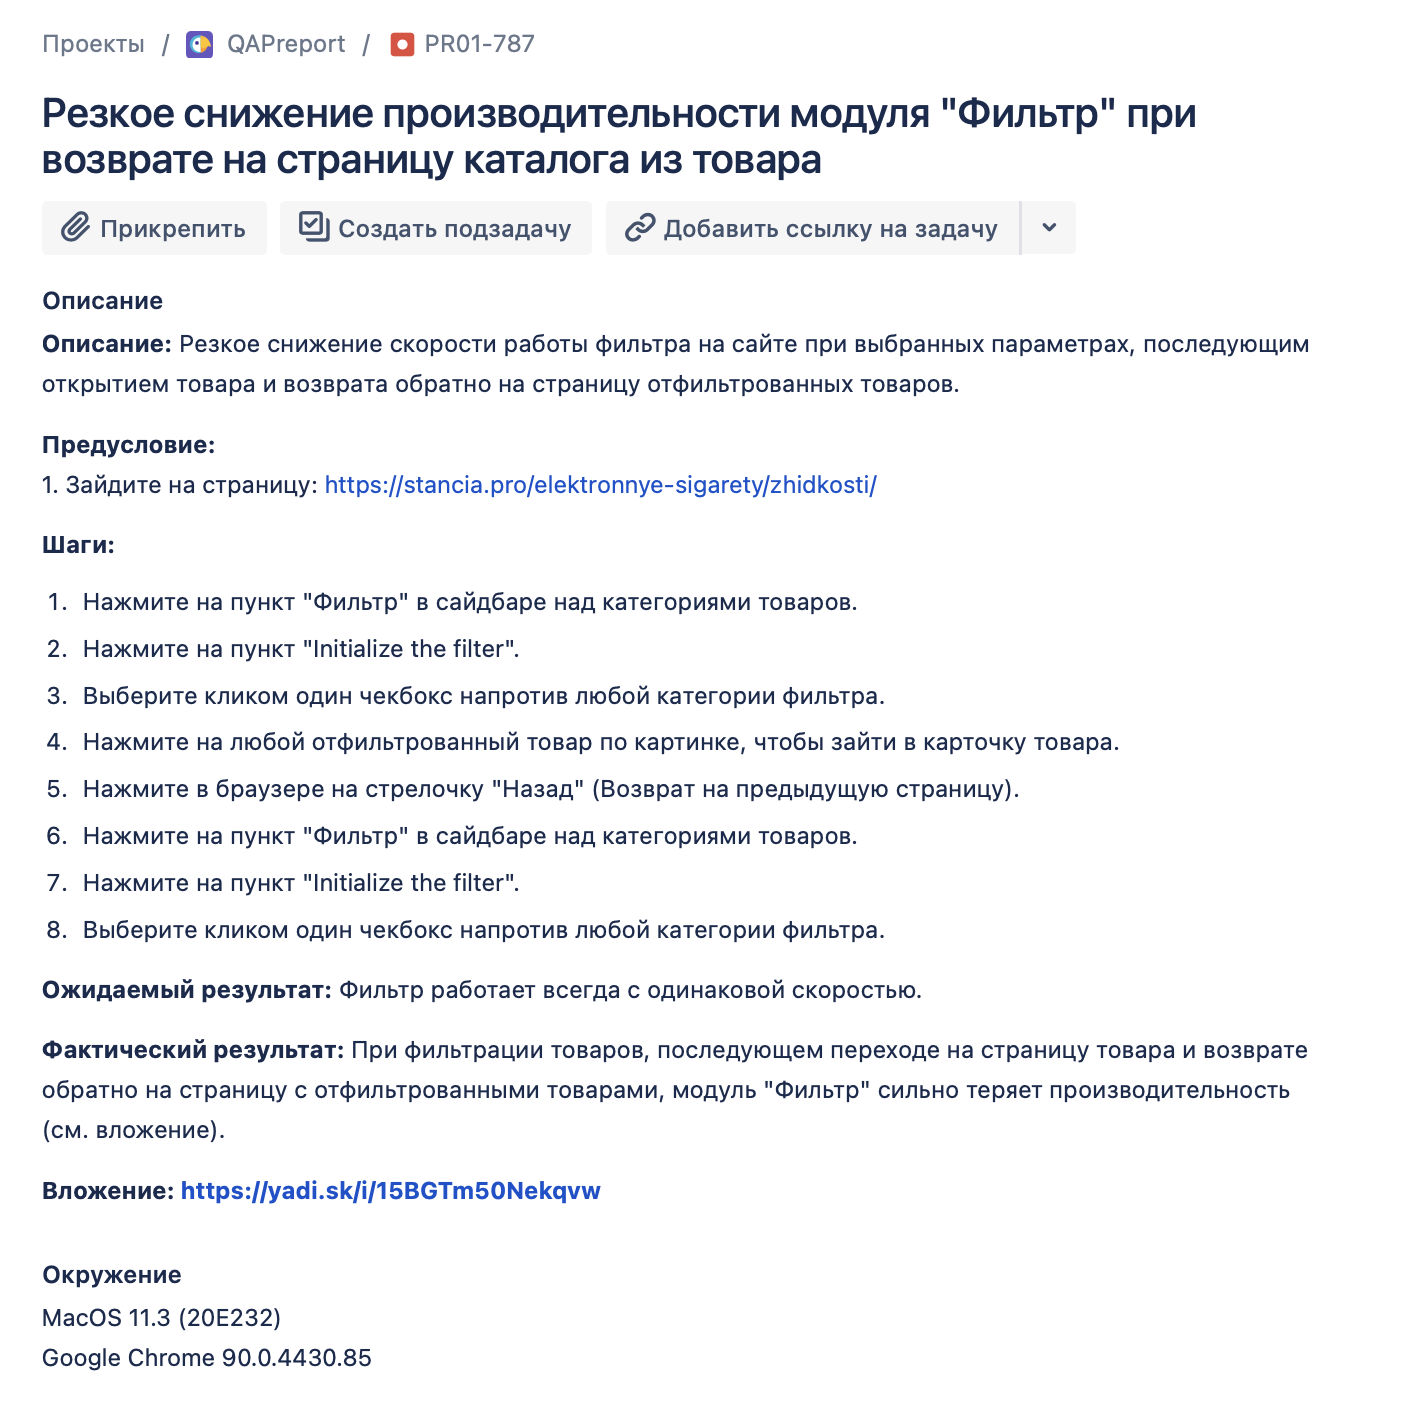 Проекты / QAPreport / PR01-787
Резкое снижение производительности модуля "Фильтр" при
возврате на страницу каталога из товара
Прикрепить Создать подзадачу Добавить ссылку на задачу
Описание
Описание: Резкое снижение скорости работы фильтра на сайте при выбранных параметрах, последующим
открытием товара и возврата обратно на страницу отфильтрованных товаров.
Предусловие:
1. Зайдите на страницу: https://stancia.pro/elektronnye-sigarety/zhidkosti/
Шаги:
1. Нажмите на пункт "Фильтр" в сайдбаре над категориями товаров.
2. Нажмите на пункт "Initialize the filter".
3. Выберите кликом один чекбокс напротив любой категории фильтра.
4. Нажмите на любой отфильтрованный товар по картинке, чтобы зайти в карточку товара.
5. Нажмите в браузере на стрелочку "Назад" (Возврат на предыдущую страницу).
6. Нажмите на пункт "Фильтр" в сайдбаре над категориями товаров.
7. Нажмите на пункт "Initialize the filter".
8. Выберите кликом один чекбокс напротив любой категории фильтра.
Ожидаемый результат: Фильтр работает всегда с одинаковой скоростью.
Фактический результат: При фильтрации товаров, последующем переходе на страницу товара и возврате
обратно на страницу с отфильтрованными товарами, модуль "Фильтр" сильно теряет производительность
(см. вложение).
Вложение: https://yadi.sk/i/15BGTm50Nekqvw
Окружение
MacOS 11.3 (20E232)
Google Chrome 90.0.4430.85